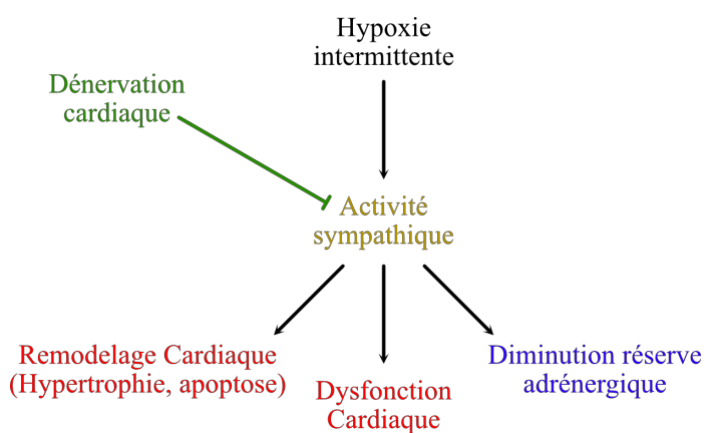 Hypoxie
intermittente
Dénervation
cardiaque
Activité
sympathique
Remodelage Cardiaque
(Hypertrophie, apoptose)
Dysfonction
Cardiaque
Diminution réserve
adrénergique